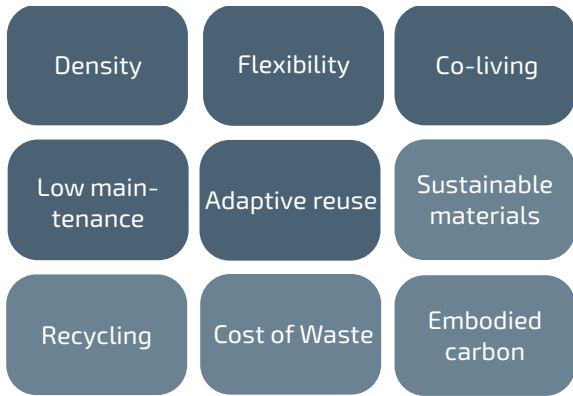 Density
Flexibility
Co-living
Low main-
tenance
Adaptive reuse
Sustainable
materials
Recycling
Cost of Waste
Embodied
carbon